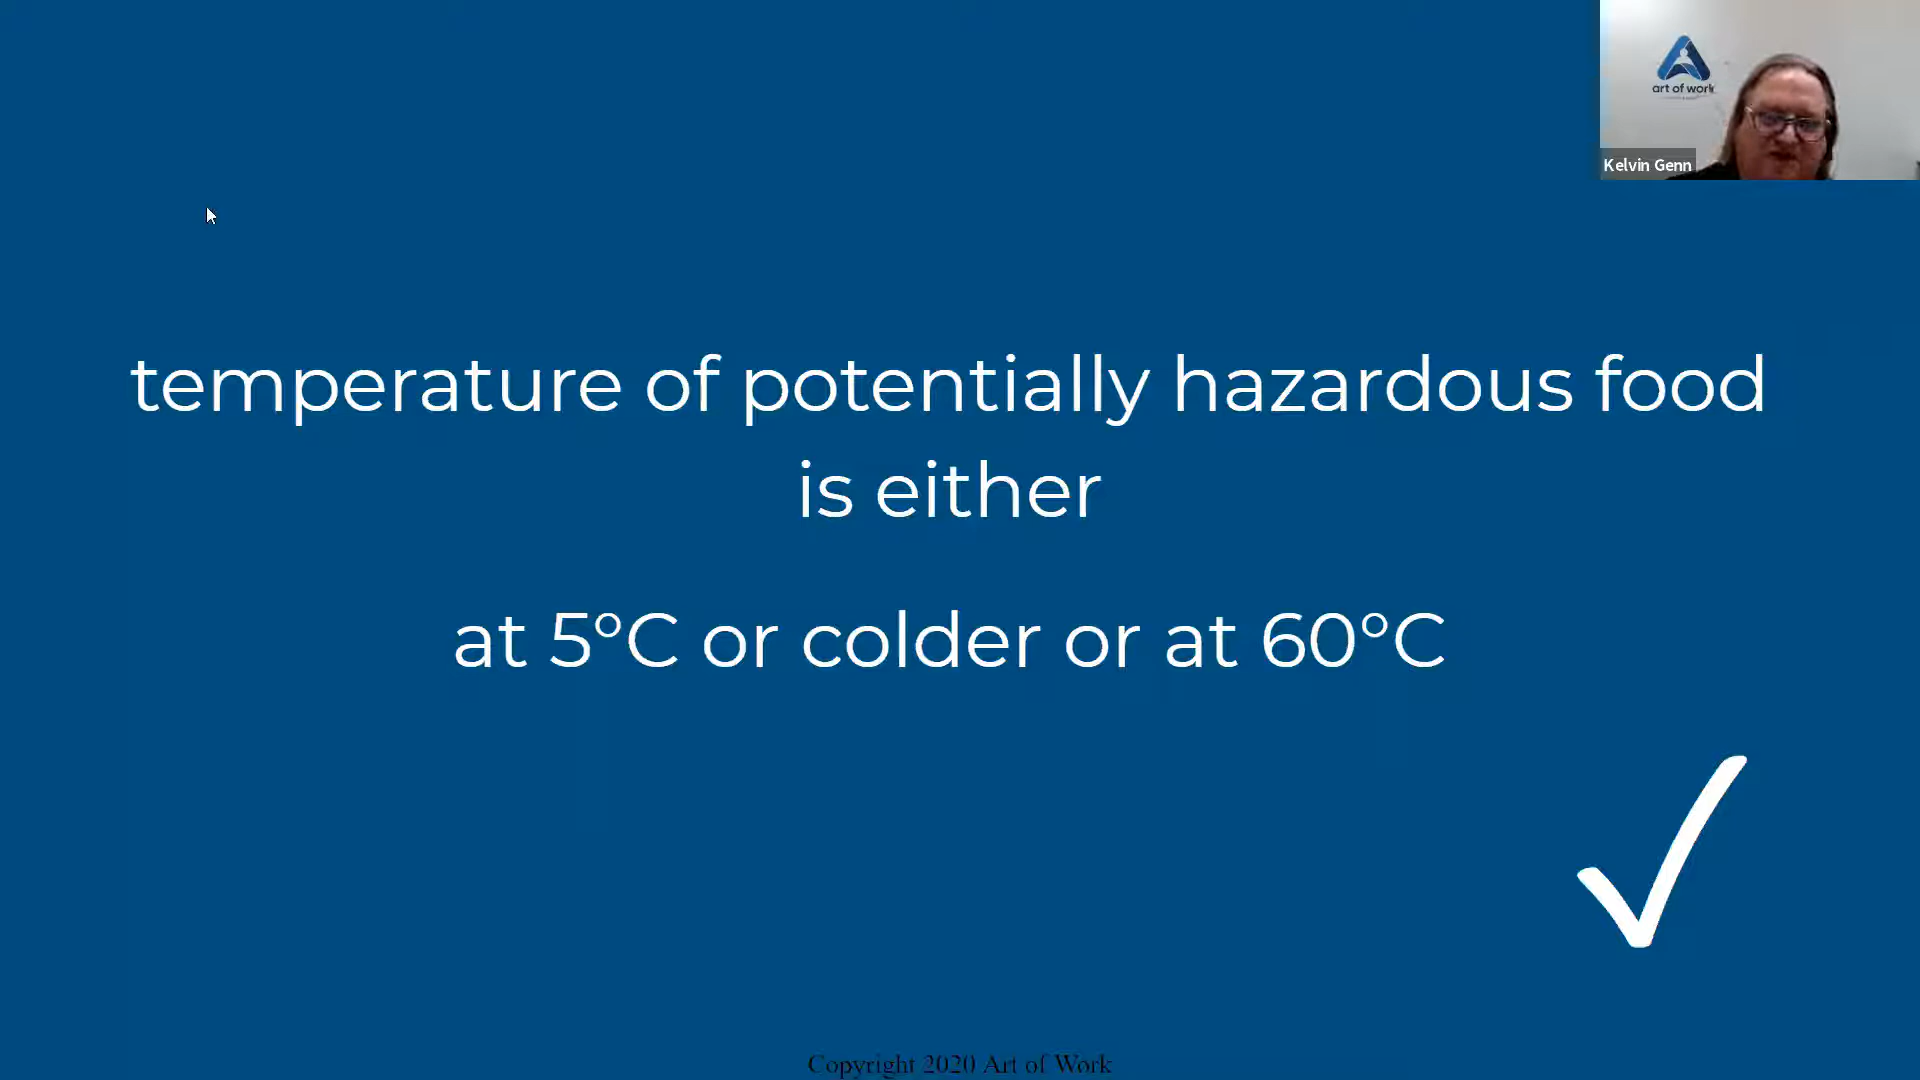 art of work
Kelvin Genn
temperature of potentially hazardous food
is either
at 5°C or colder or at 60°C
Copyright 2020 Art of Work